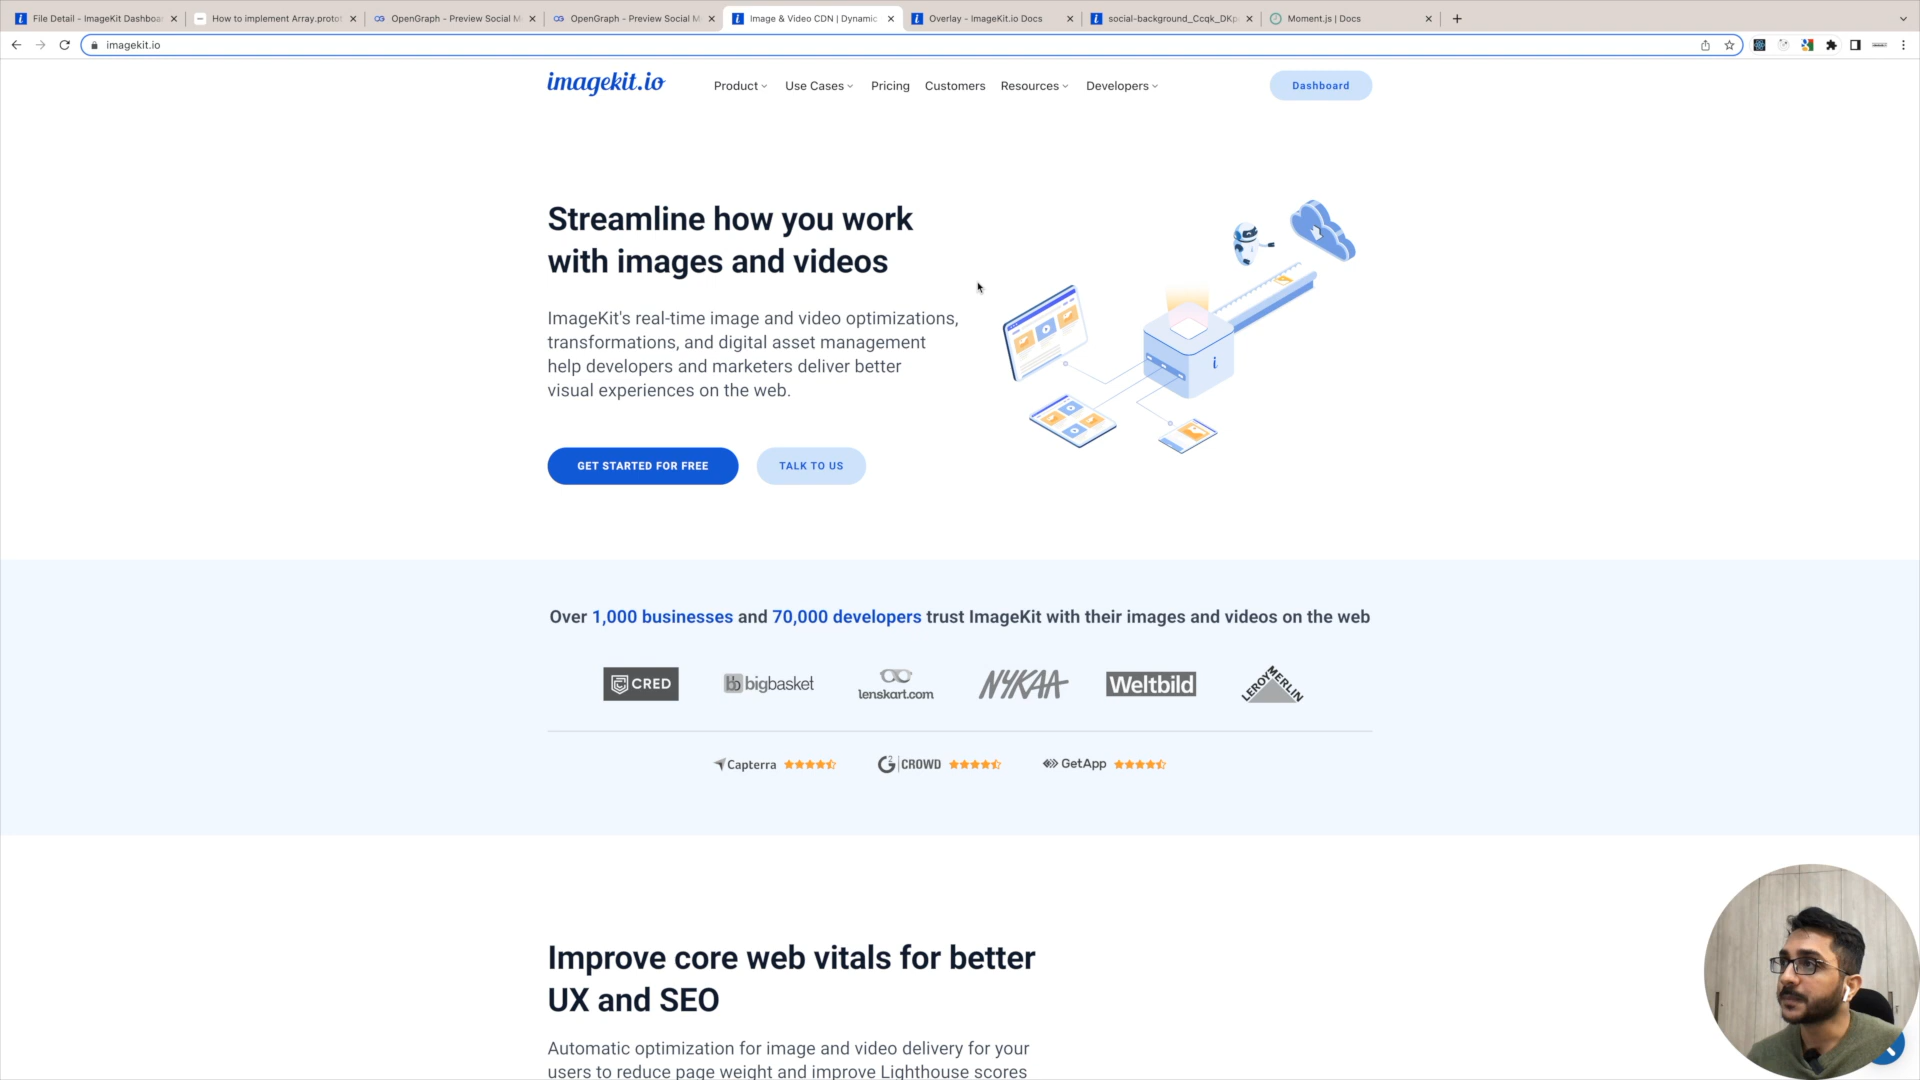 File Detail - ImageKit Dashboa
How to implement Array.protot
OpenGraph - Preview Social M
OpenGraph - Preview Social M
Image & Video CDN | Dynamic
Overlay - ImageKit.io Docs
social-background_Ccqk_DKp
Moment.js | Docs
imagekit.io
imagekit.io
Product
Use Cases
Pricing
Customers
Resources
Developers
Dashboard
Streamline how you work
with images and videos
ImageKit's real-time image and video optimizations,
transformations, and digital asset management
help developers and marketers deliver better
visual experiences on the web.
GET STARTED FOR FREE
TALK TO US
Over 1,000 businesses and 70,000 developers trust ImageKit with their images and videos on the web
CRED
bb bigbasket
lenskart.com
NYKAA
Weltbild
LEROY MERLIN
Capterra
G2 CROWD
GetApp
Improve core web vitals for better
UX and SEO
Automatic optimization for image and video delivery for your
users to reduce page weight and improve Lighthouse scores